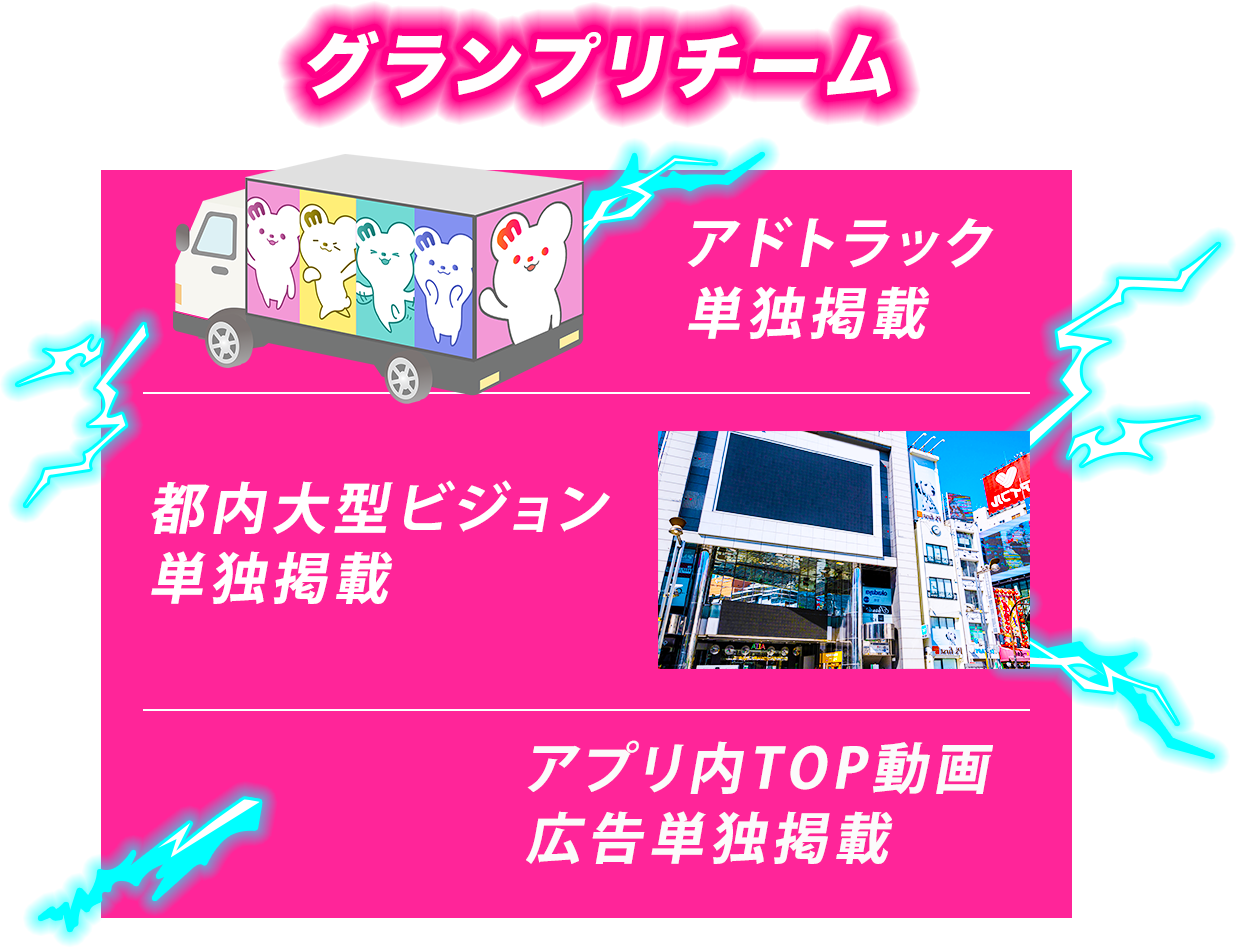 グランプリチーム
アドトラック
単独掲載
都内大型ビジョン
単独掲載
ALTA
アプリ内TOP動画
広告単独掲載